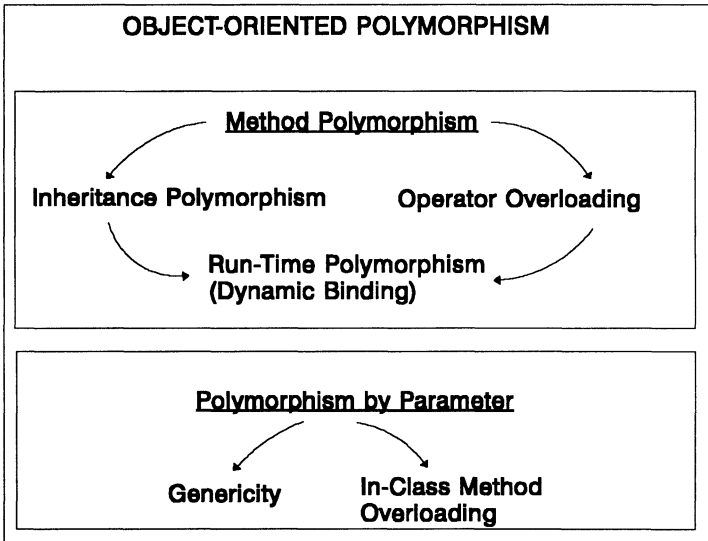 OBJECT-ORIENTED POLYMORPHISM
Method Polymorphism
Inheritance Polymorphism
Operator Overloading
Run-Time Polymorphism
(Dynamic Binding)
Polymorphism by Parameter
Genericity
In-Class Method
Overloading